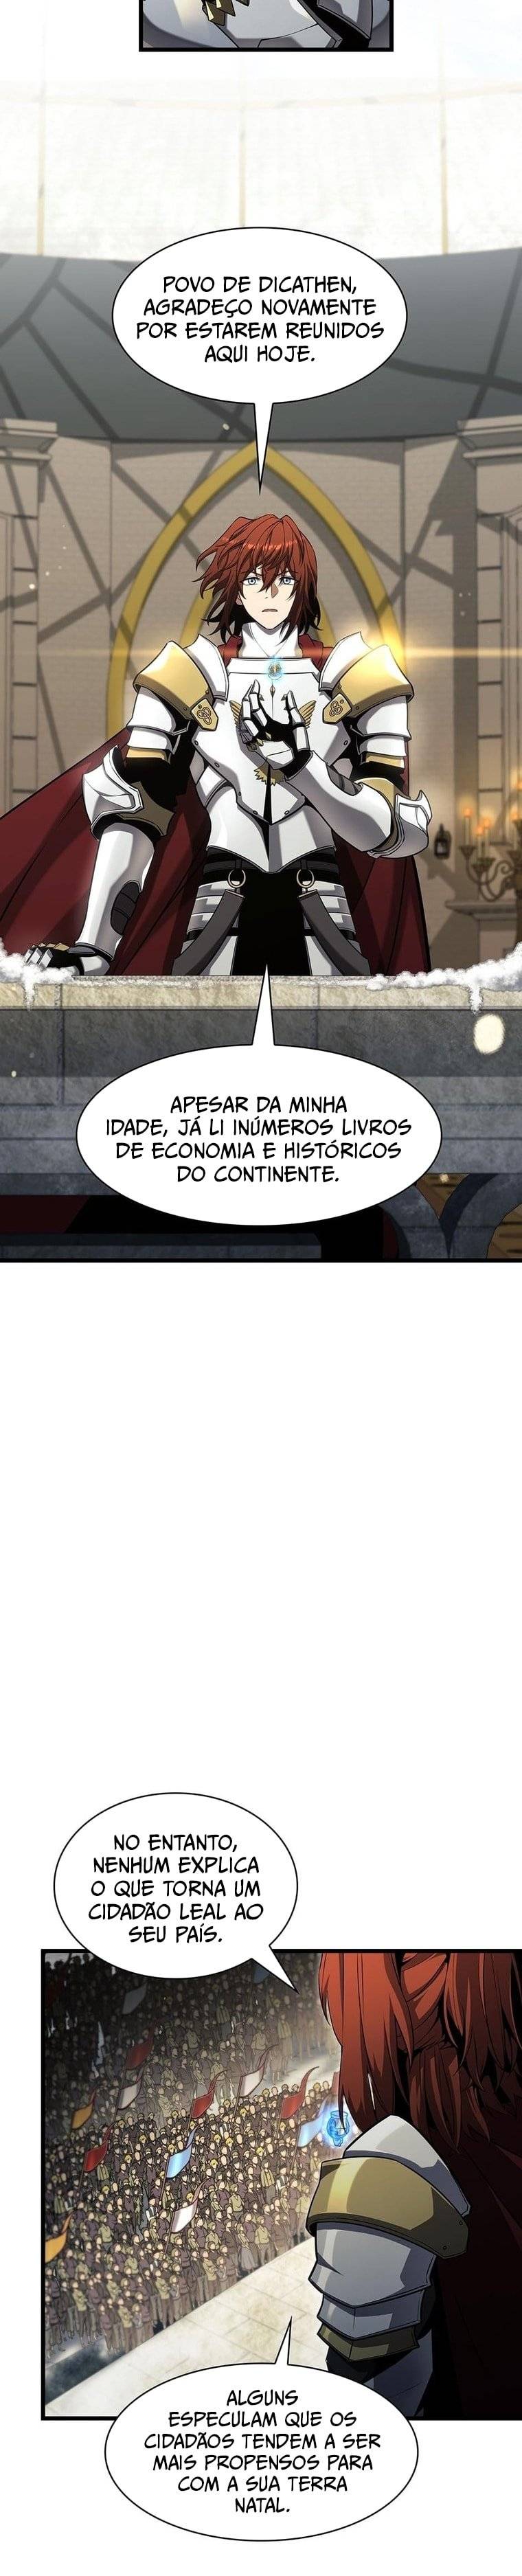 POVO DE DICATHEN,
AGRADEÇO NOVAMENTE
POR ESTAREM REUNIDOS
AQUI HOJE.
APESAR DA MINHA
IDADE, JÁ LI INÚMEROS LIVROS
DE ECONOMIA E HISTÓRICOS
DO CONTINENTE.
NO ENTANTO,
NENHUM EXPLICA
O QUE TORNA UM
CIDADÃO LEAL AO
SEU PAÍS.
ALGUNS
ESPECULAM QUE OS
CIDADÃOS TENDEM A SER
MAIS PROPENSOS PARA
COM A SUA TERRA
NATAL.